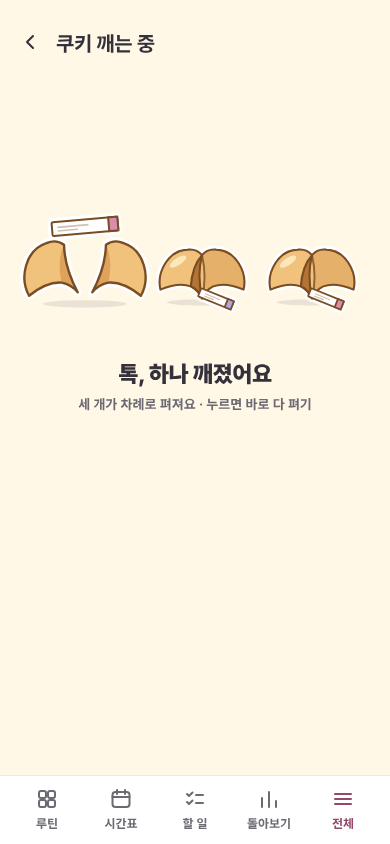 쿠키 깨는 중
톡, 하나 깨졌어요
세 개가 차례로 펴져요 · 누르면 바로 다 펴기
루틴
시간표
할 일
돌아보기
전체